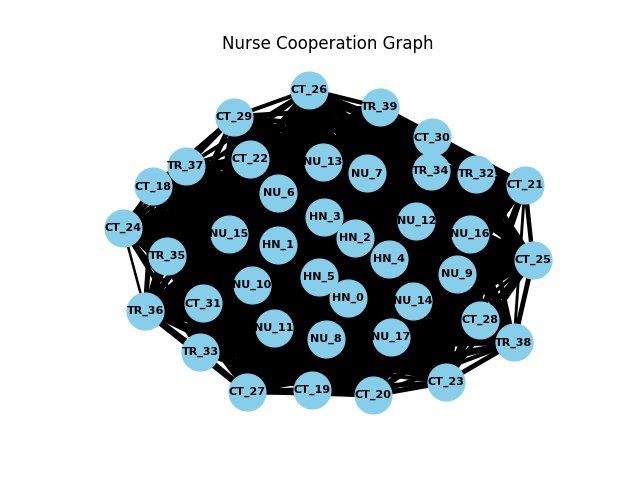 Nurse Cooperation Graph
CT_26
TR_39
CT_29
CT_30
CT_22
NU_13
TR_37
NU_7
TR_34
TR_32
CT_18
CT_21
NU_6
HN_3
NU_12
CT_24
NU_15
HN_2
NU_16
HN_1
TR_35
HN_4
CT_25
NU_9
HN_5
NU_10
HN_0
NU_14
CT_31
TR_36
CT_28
NU_11
NU_17
NU_8
TR_38
TR_33
CT_23
CT_19
CT_27
CT_20